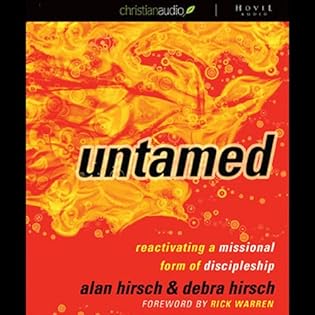 christianaudio
HOVEL
AUDIO
untamed
reactivating a missional
form of discipleship
alan hirsch & debra hirsch
FOREWORD BY RICK WARREN